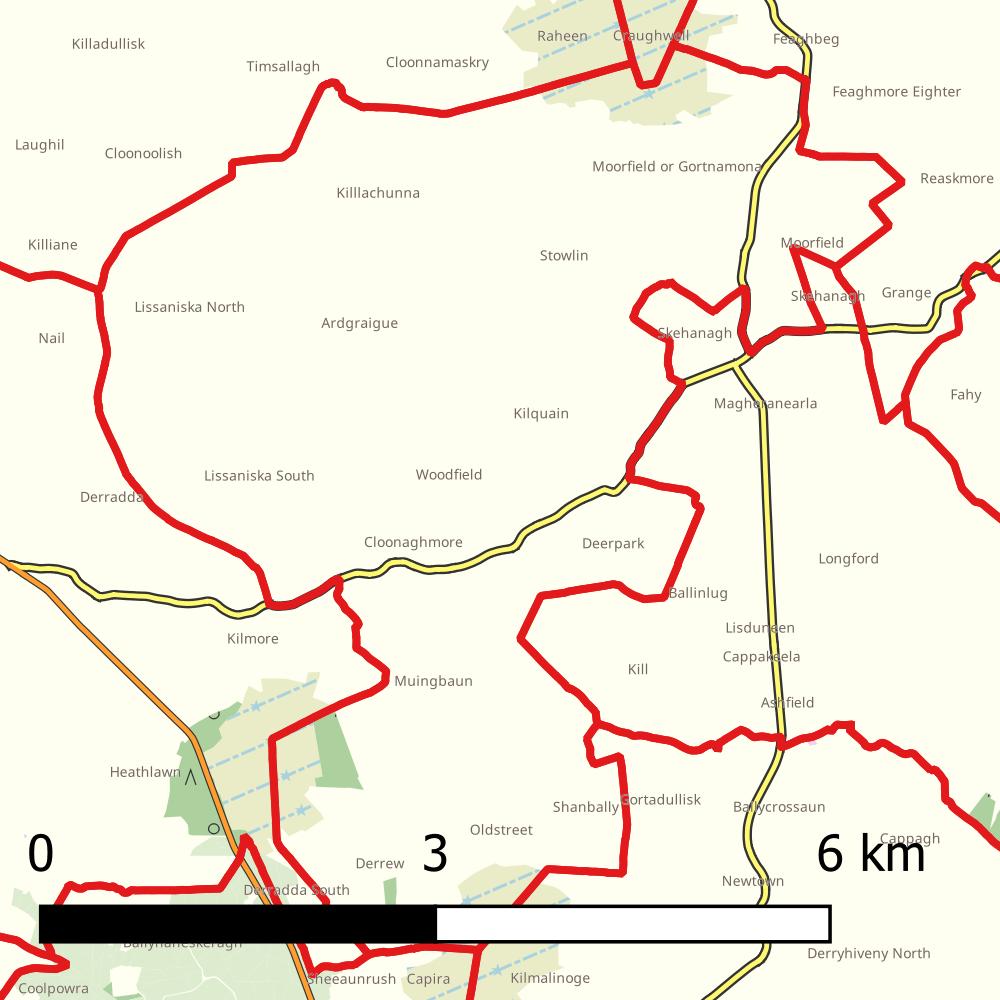 Killadullisk
Raheen
Craughwell
Feaghbeg
Timsallagh
Cloonnamaskry
Feaghmore Eighter
Laughil
Cloonoolish
Moorfield or Gortnamona
Reaskmore
Killlachunna
Killiane
Moorfield
Stowlin
Lissaniska North
Skehanagh
Grange
Ardgraigue
Nail
Skehanagh
Fahy
Magheranearla
Kilquain
Lissaniska South
Woodfield
Derradda
Cloonaghmore
Deerpark
Longford
Ballinlug
Lisduneen
Kilmore
Cappakeela
Kill
Muingbaun
Ashfield
Heathlawn
Shanbally
Gortadullisk
Ballycrossaun
Oldstreet
Cappagh
0
3
6 km
Derrew
Derradda South
Newtown
Ballyhaneskeragh
Derryhiveny North
Sheeaunrush
Capira
Kilmalinoge
Coolpowra